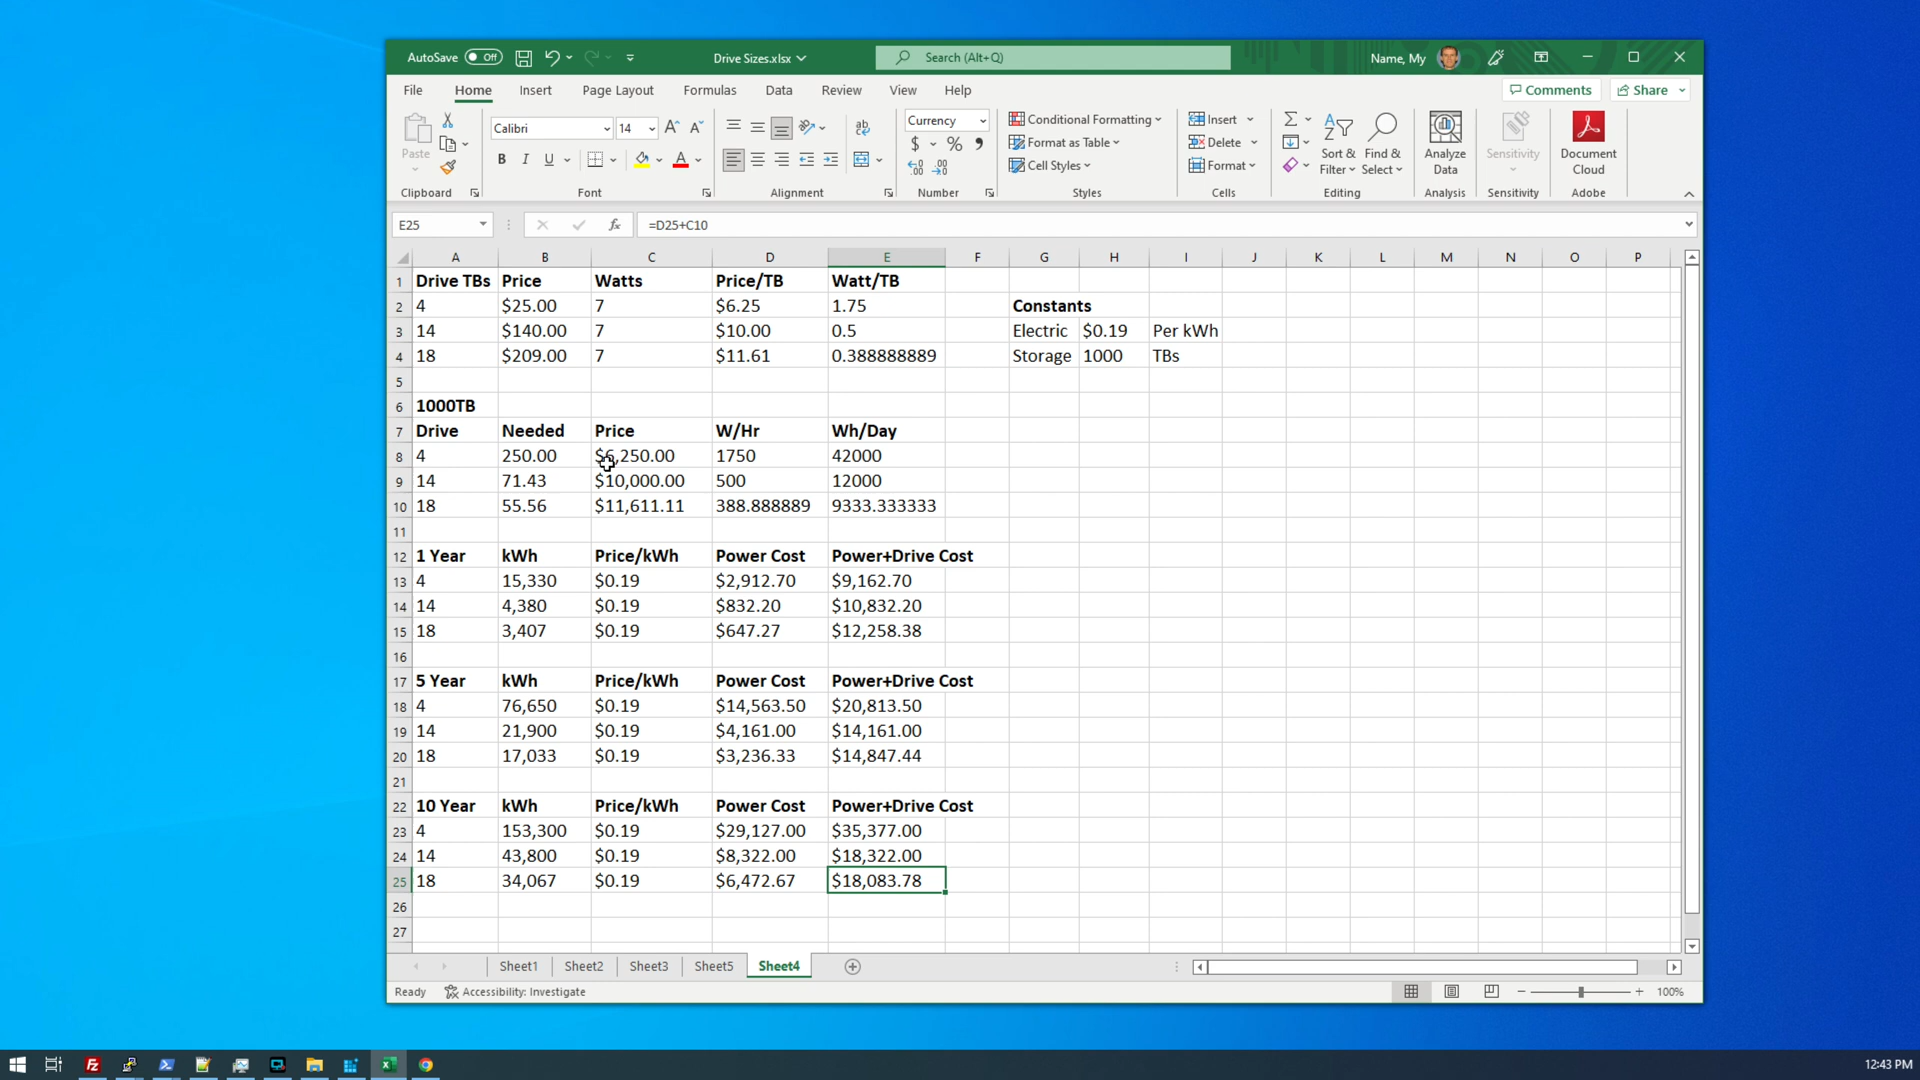 AutoSave Off Drive Sizes.xlsx Search (Alt+Q) Name, My
File Home Insert Page Layout Formulas Data Review View Help Comments Share
Paste
Calibri 14
B I U A
ab
Currency
$ % ,
Conditional Formatting
Format as Table
Cell Styles
Insert
Delete
Format
Sort & Filter
Find & Select
Analyze Data
Sensitivity
Document Cloud
Clipboard Font Alignment Number Styles Cells Editing Analysis Sensitivity Adobe
E25 fx =D25+C10
A B C D E F G H I J K L M N O P
1 Drive TBs Price Watts Price/TB Watt/TB
2 4 $25.00 7 $6.25 1.75 Constants
3 14 $140.00 7 $10.00 0.5 Electric $0.19 Per kWh
4 18 $209.00 7 $11.61 0.388888889 Storage 1000 TBs
5
6 1000TB
7 Drive Needed Price W/Hr Wh/Day
8 4 250.00 $6,250.00 1750 42000
9 14 71.43 $10,000.00 500 12000
10 18 55.56 $11,611.11 388.888889 9333.333333
11
12 1 Year kWh Price/kWh Power Cost Power+Drive Cost
13 4 15,330 $0.19 $2,912.70 $9,162.70
14 14 4,380 $0.19 $832.20 $10,832.20
15 18 3,407 $0.19 $647.27 $12,258.38
16
17 5 Year kWh Price/kWh Power Cost Power+Drive Cost
18 4 76,650 $0.19 $14,563.50 $20,813.50
19 14 21,900 $0.19 $4,161.00 $14,161.00
20 18 17,033 $0.19 $3,236.33 $14,847.44
21
22 10 Year kWh Price/kWh Power Cost Power+Drive Cost
23 4 153,300 $0.19 $29,127.00 $35,377.00
24 14 43,800 $0.19 $8,322.00 $18,322.00
25 18 34,067 $0.19 $6,472.67 $18,083.78
26
27
Sheet1 Sheet2 Sheet3 Sheet5 Sheet4
Ready Accessibility: Investigate 100%
12:43 PM